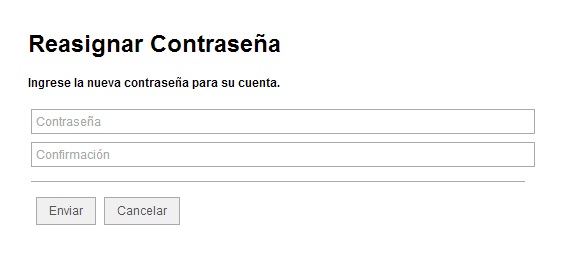 Reasignar Contraseña
Ingrese la nueva contraseña para su cuenta.
Contraseña
Confirmación
Enviar Cancelar